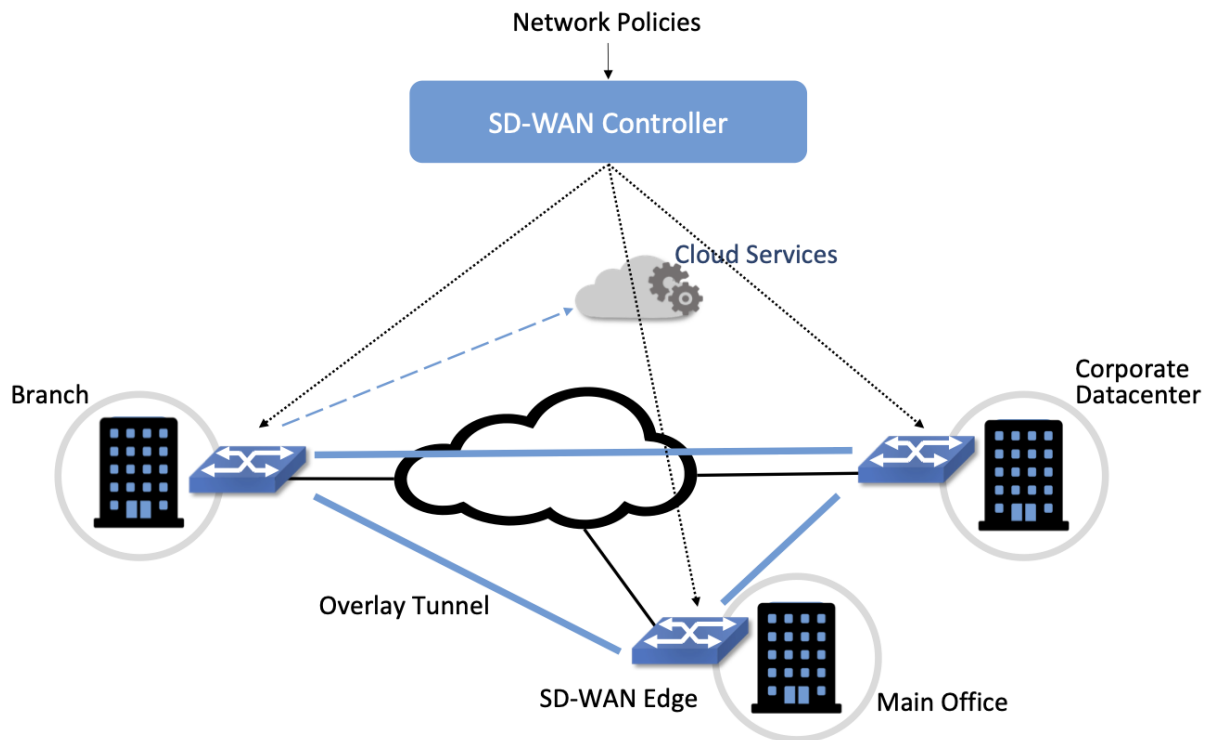 Network Policies
SD-WAN Controller
Cloud Services
Branch
Corporate
Datacenter
Overlay Tunnel
SD-WAN Edge
Main Office